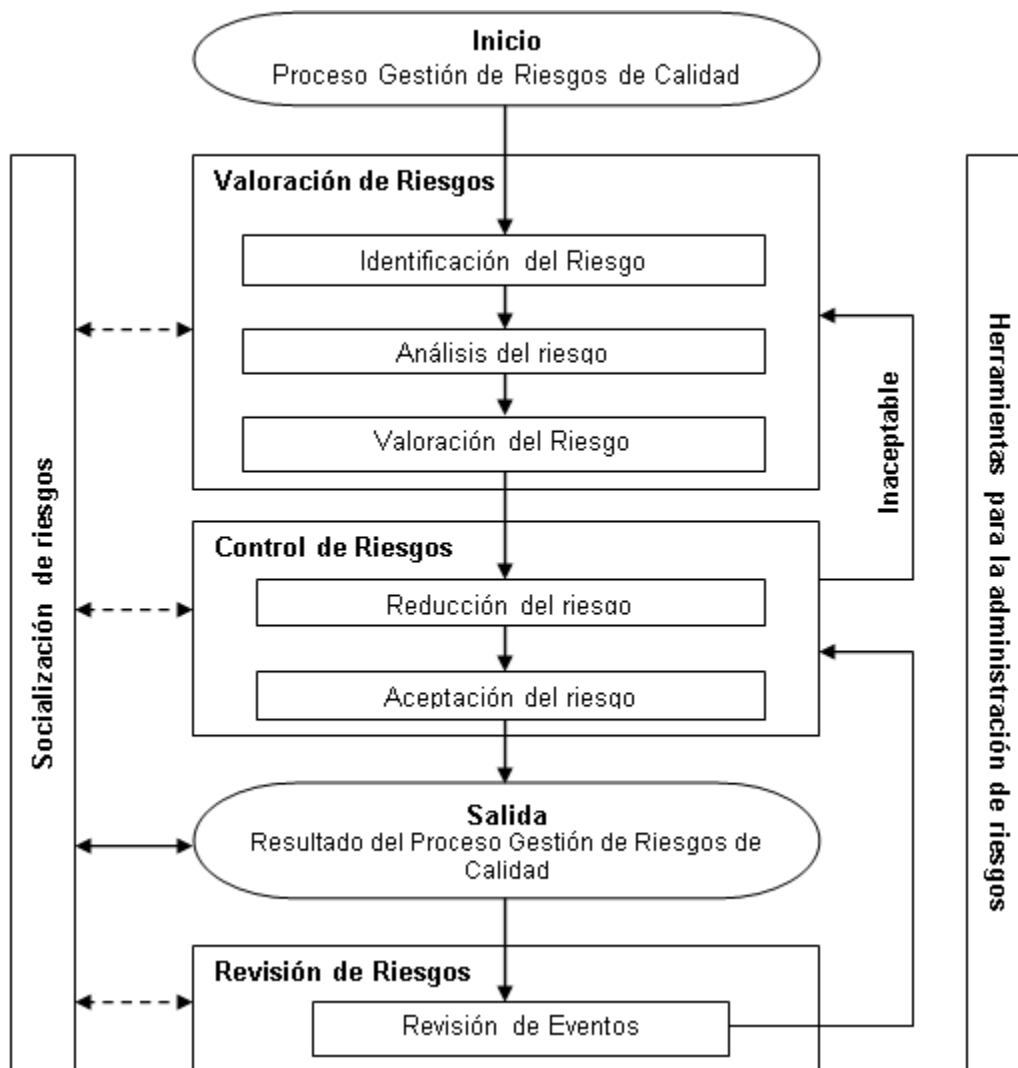 Inicio
Proceso Gestión de Riesgos de Calidad
Valoración de Riesgos
Identificación del Riesgo
Análisis del riesgo
Valoración del Riesgo
Inaceptable
Control de Riesgos
Reducción del riesgo
Aceptación del riesgo
Salida
Resultado del Proceso Gestión de Riesgos de
Calidad
Revisión de Riesgos
Revisión de Eventos
Socialización de riesgos
Herramientas para la administración de riesgos